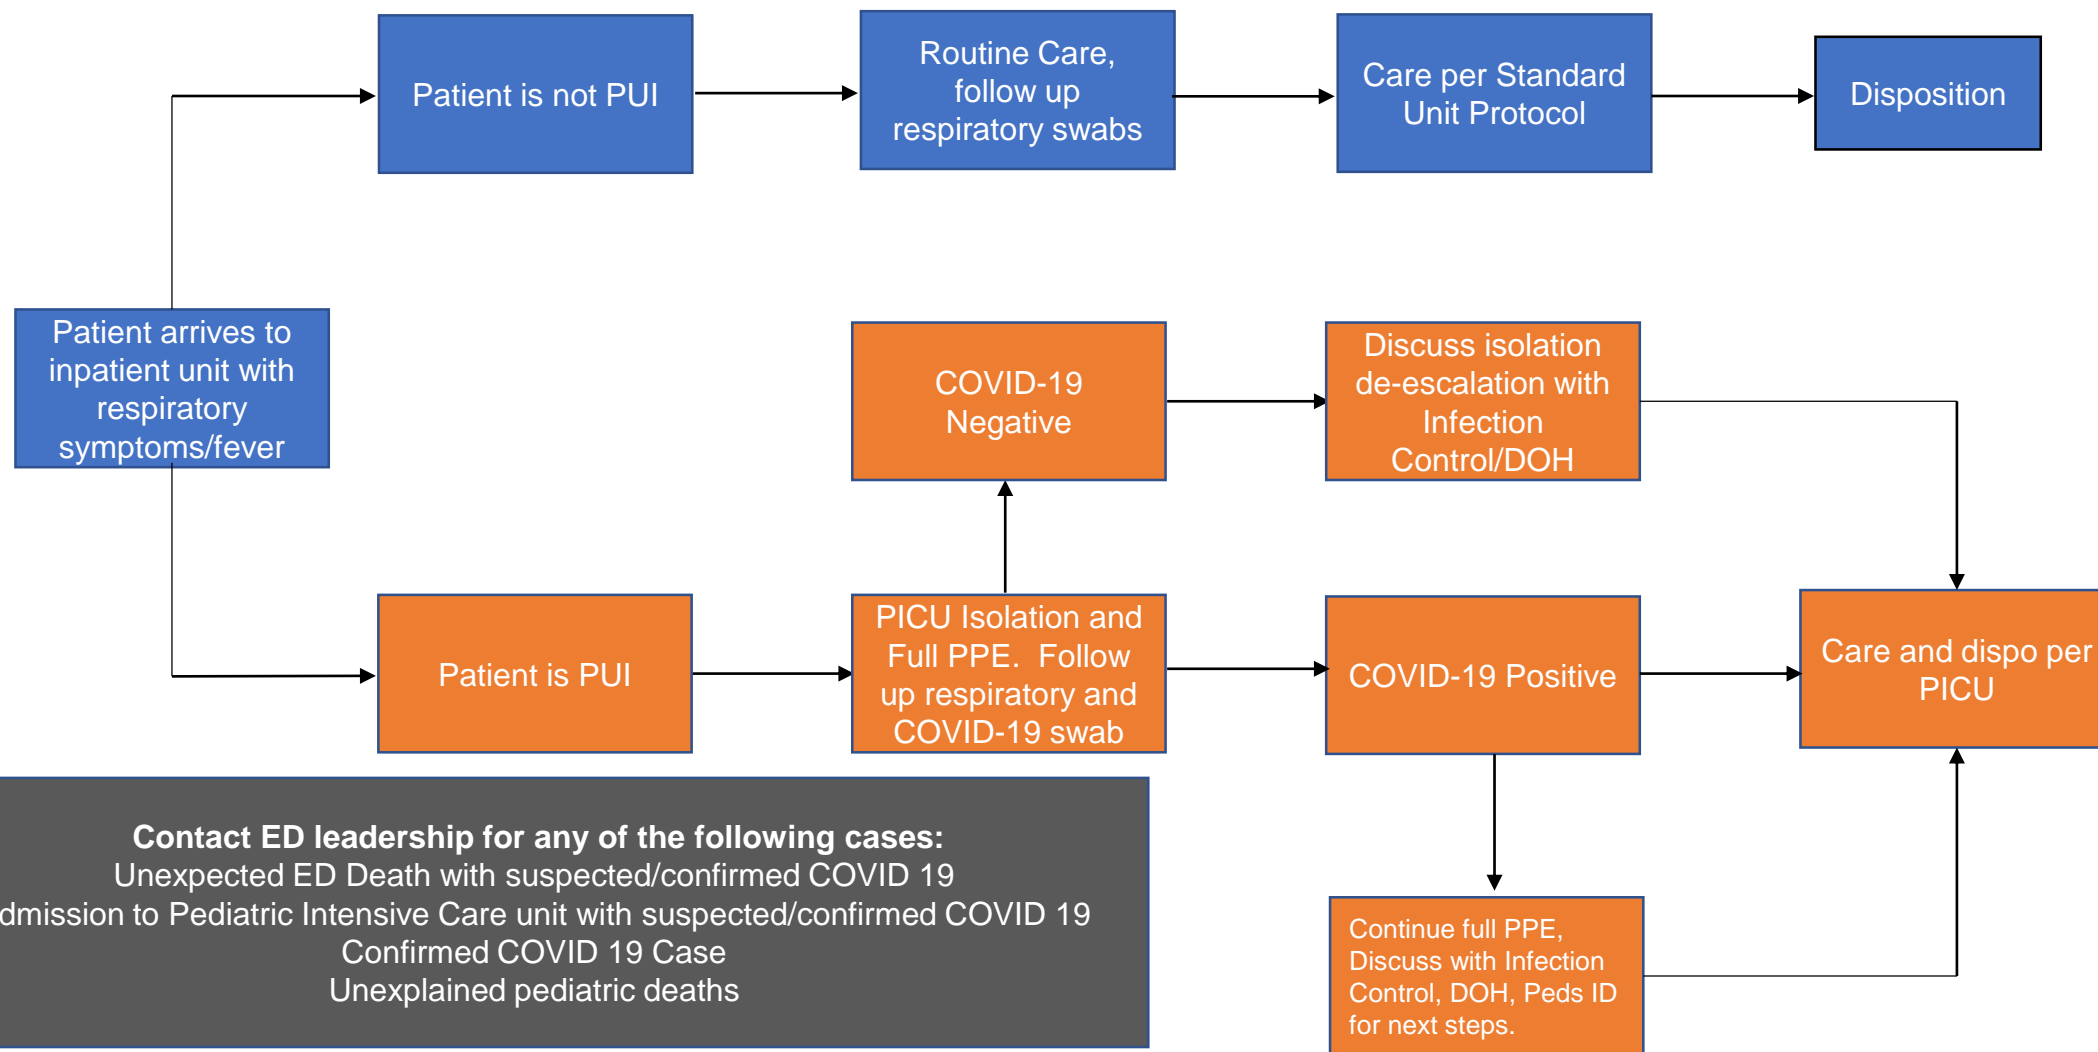 Patient is not PUI
Routine Care,
follow up
respiratory swabs
Care per Standard
Unit Protocol
Disposition
Patient arrives to
inpatient unit with
respiratory
symptoms/fever
COVID-19
Negative
Discuss isolation
de-escalation with
Infection
Control/DOH
Patient is PUI
PICU Isolation and
Full PPE.  Follow
up respiratory and
COVID-19 swab
COVID-19 Positive
Care and dispo per
PICU
Contact ED leadership for any of the following cases:
Unexpected ED Death with suspected/confirmed COVID 19
dmission to Pediatric Intensive Care unit with suspected/confirmed COVID 19
Confirmed COVID 19 Case
Unexplained pediatric deaths
Continue full PPE,
Discuss with Infection
Control, DOH, Peds ID
for next steps.